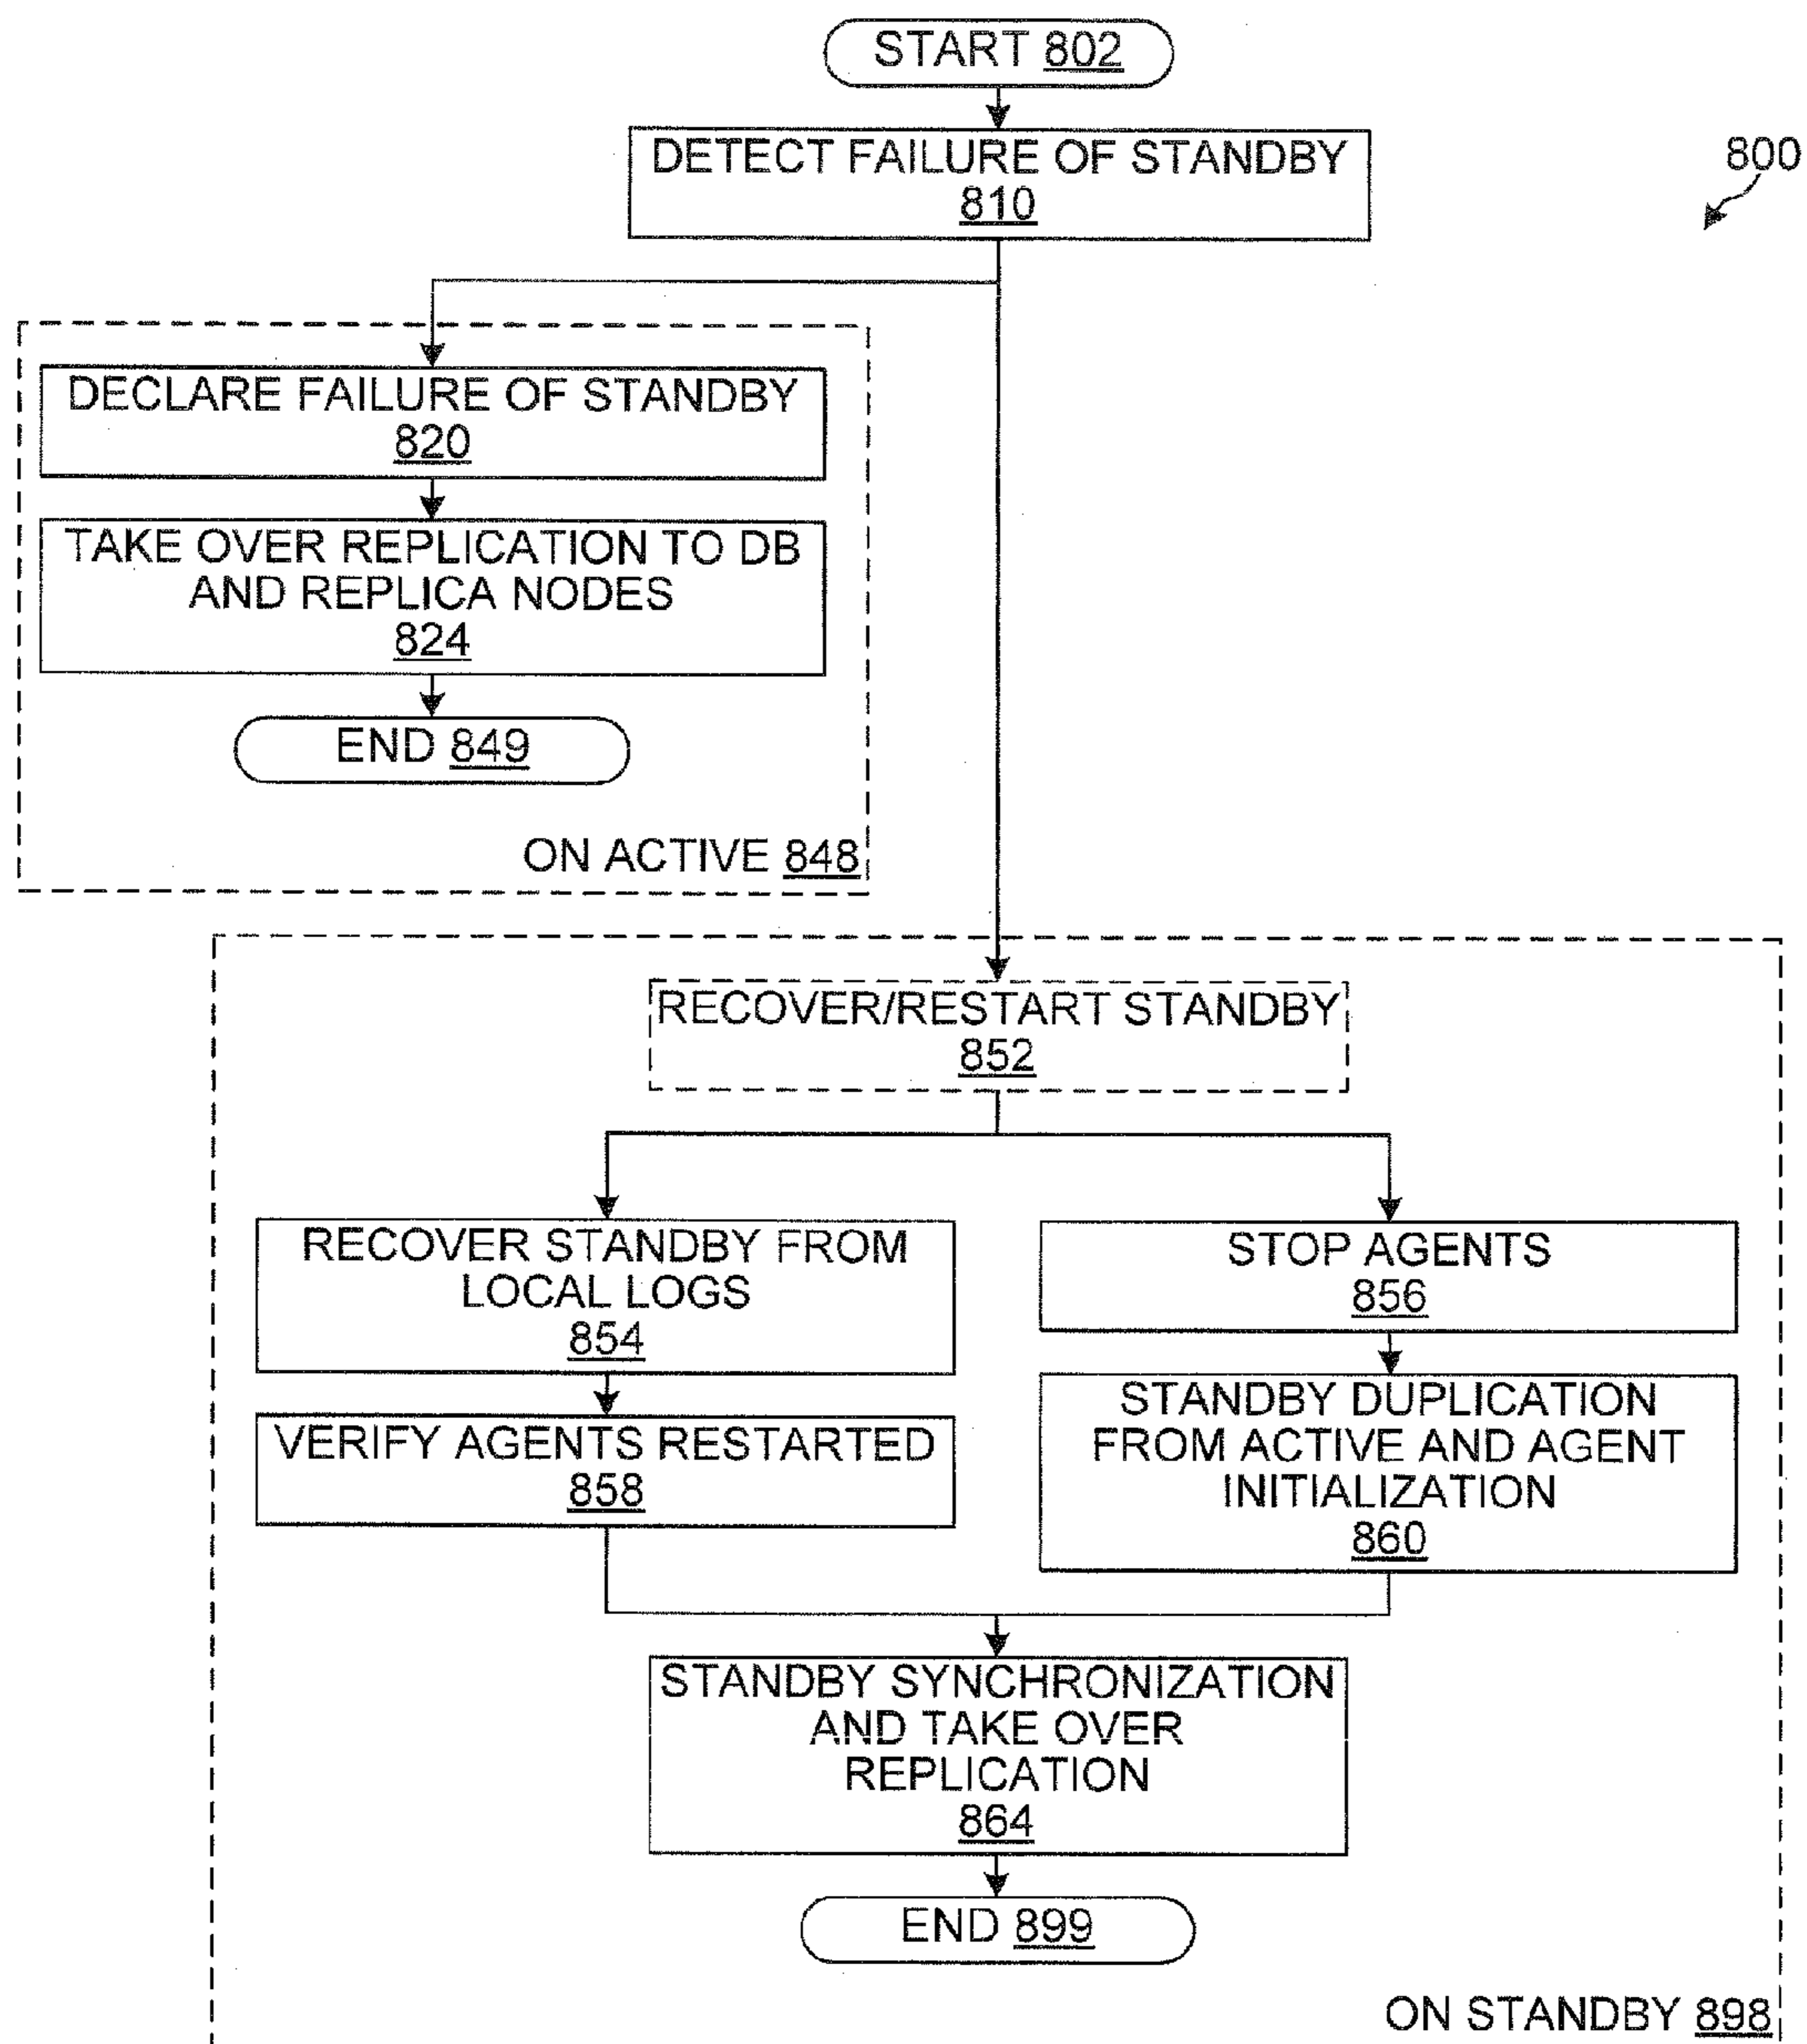 START 802
DETECT FAILURE OF STANDBY
810
800
DECLARE FAILURE OF STANDBY
820
TAKE OVER REPLICATION TO DB
AND REPLICA NODES
824
END 849
ON ACTIVE 848
RECOVER/RESTART STANDBY
852
RECOVER STANDBY FROM
LOCAL LOGS
854
VERIFY AGENTS RESTARTED
858
STOP AGENTS
856
STANDBY DUPLICATION
FROM ACTIVE AND AGENT
INITIALIZATION
860
STANDBY SYNCHRONIZATION
AND TAKE OVER
REPLICATION
864
END 899
ON STANDBY 898